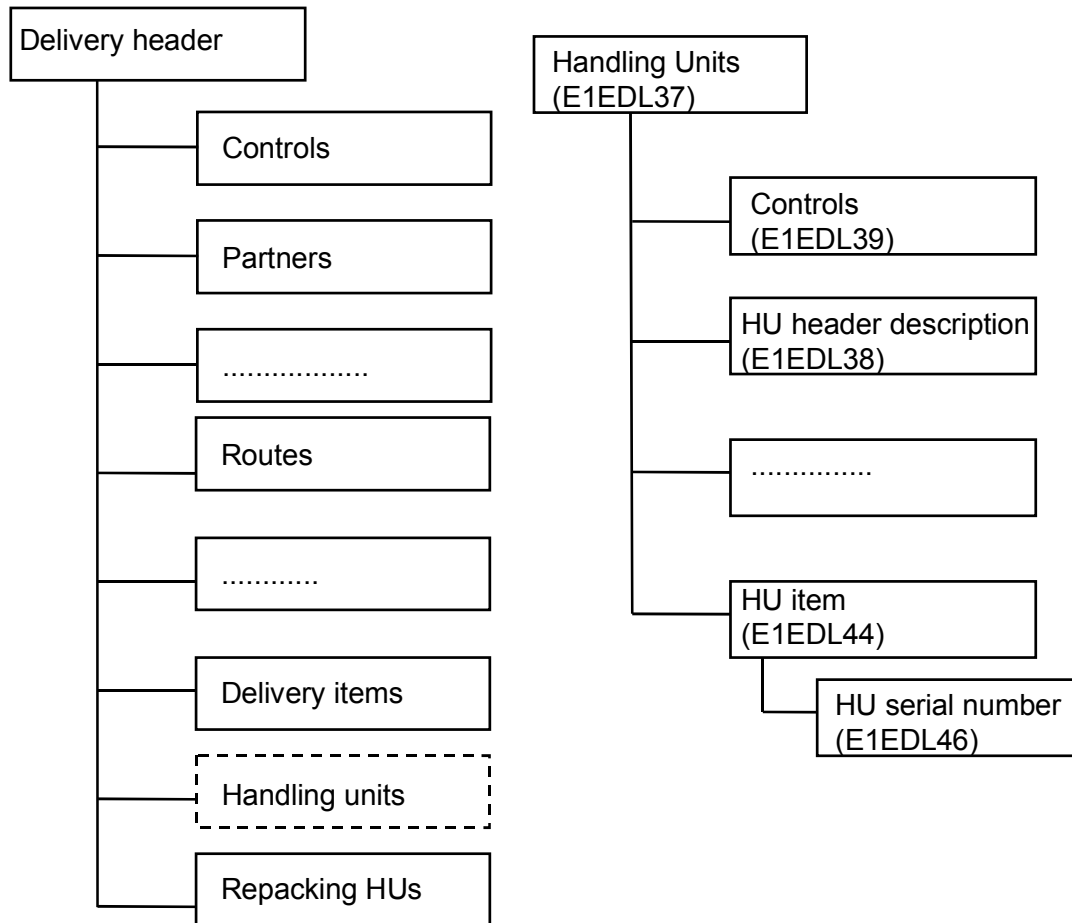 Delivery header
Controls
Partners
..................
Routes
............
Delivery items
Handling units
Repacking HUs
Handling Units
(E1EDL37)
Controls
(E1EDL39)
HU header description
(E1EDL38)
...............
HU item
(E1EDL44)
HU serial number
(E1EDL46)